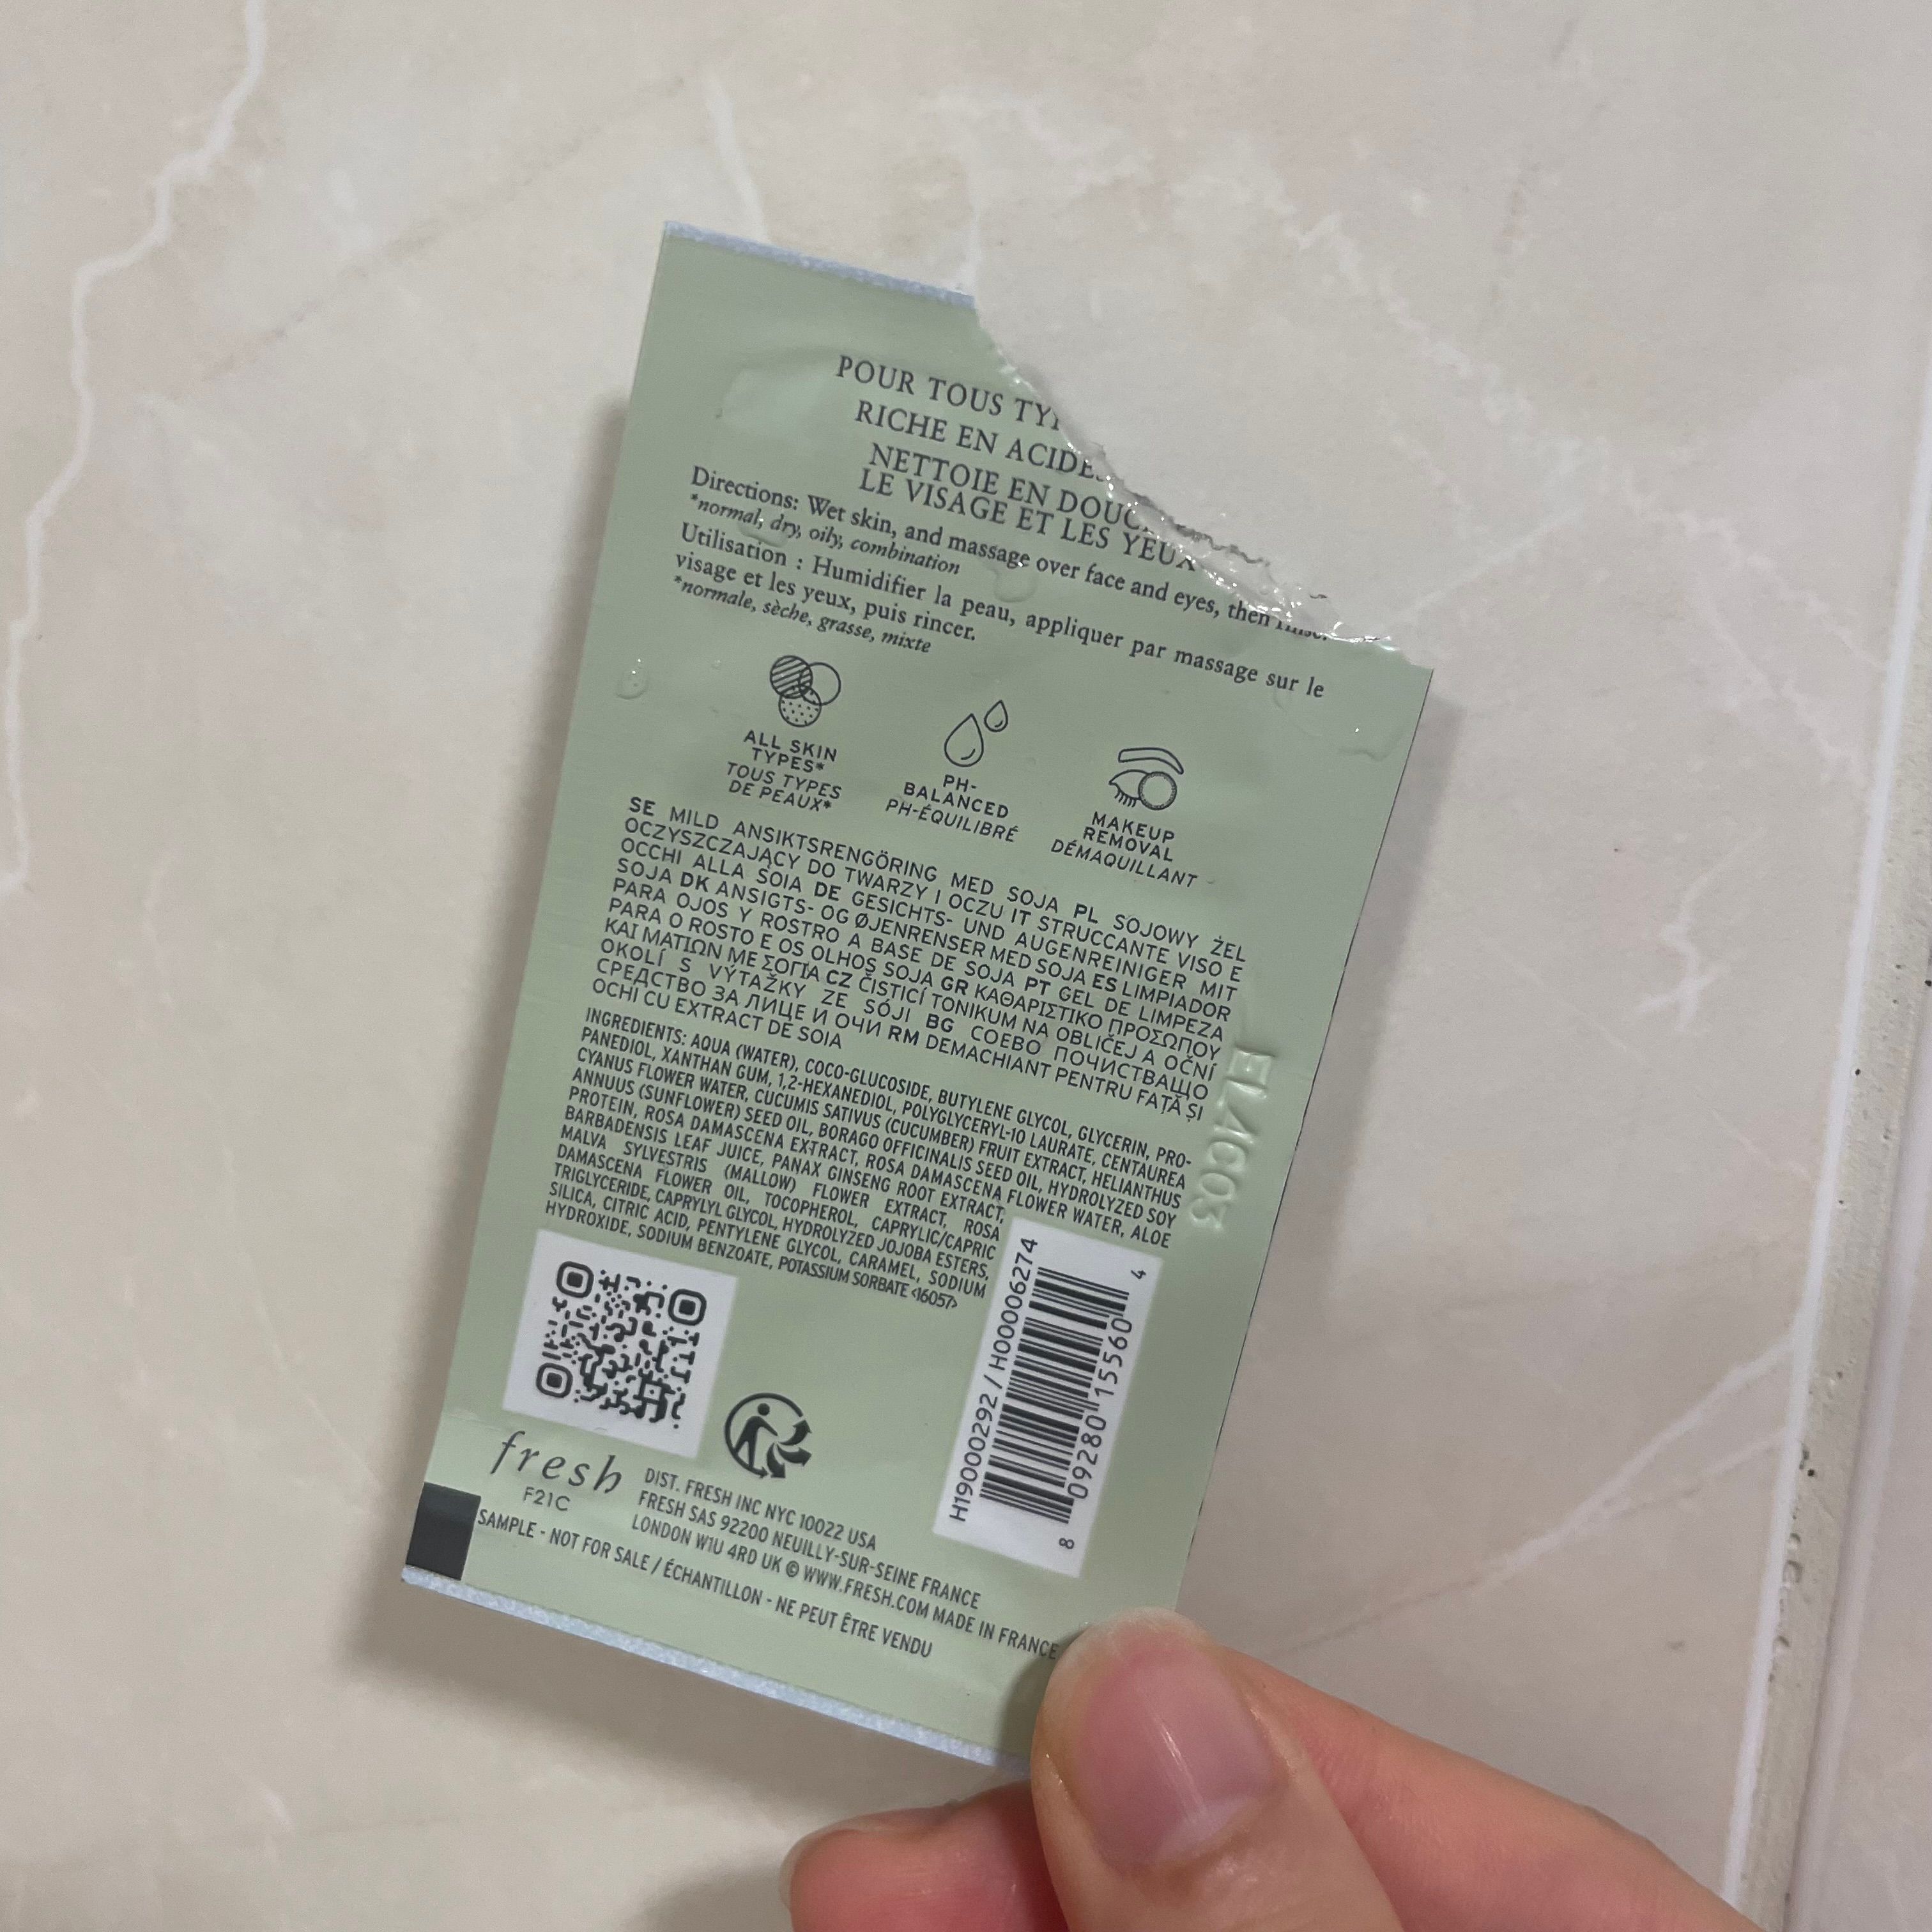 POUR TOUS
RICHE EN
NETTOIE EN
LE VISAGE ET LES YEUX
Directions: Wet skin, and massage over face and eyes, then rinse.
*normal, dry, oily, combination
Utilisation : Humidifier la peau, appliquer par massage sur le
visage et les yeux, puis rincer.
*normale, sèche, grasse, mixte
ALL SKIN
TYPES*
TOUS TYPES
DE PEAUX*
PH-
BALANCED
PH-ÉQUILIBRÉ
MAKEUP
REMOVAL
DÉMAQUILLANT
SE MILD ANSIKTSRENGÖRING MED SOJA PL SOJOWY ŻEL
OCZYSZCZAJĄCY DO TWARZY I OCZU IT STRUCCANTE VISO E
OCCHI ALLA SOIA DE GESICHTS- UND AUGENREINIGER MIT
SOJA DK ANSIGTS- OG ØJENRENSER MED SOJA ES LIMPIADOR
PARA OJOS Y ROSTRO A BASE DE SOJA PT GEL DE LIMPEZA
PARA O ROSTO E OS OLHOS SOJA GR ΚΑΘΑΡΙΣΤΙΚΟ ΠΡΟΣΩΠΟΥ
ΚΑΙ ΜΑΤΙΩΝ ΜΕ ΣΟΓΙΑ CZ ČISTICÍ TONIKUM NA OBLIČEJ A OČNÍ
OKOLÍ S VÝTAŽKY ZE SÓJI BG СОЕВО ПОЧИСТВАЩО
СРЕДСТВО ЗА ЛИЦЕ И ОЧИ RM DEMACHIANT PENTRU FAȚĂ ȘI
OCHI CU EXTRACT DE SOIA
INGREDIENTS: AQUA (WATER), COCO-GLUCOSIDE, BUTYLENE GLYCOL, GLYCERIN, PRO-
PANEDIOL, XANTHAN GUM, 1,2-HEXANEDIOL, POLYGLYCERYL-10 LAURATE, CENTAUREA
CYANUS FLOWER WATER, CUCUMIS SATIVUS (CUCUMBER) FRUIT EXTRACT, HELIANTHUS
ANNUUS (SUNFLOWER) SEED OIL, BORAGO OFFICINALIS SEED OIL, HYDROLYZED SOY
PROTEIN, ROSA DAMASCENA EXTRACT, ROSA DAMASCENA FLOWER WATER, ALOE
BARBADENSIS LEAF JUICE, PANAX GINSENG ROOT EXTRACT,
MALVA SYLVESTRIS (MALLOW) FLOWER EXTRACT, ROSA
DAMASCENA FLOWER OIL, TOCOPHEROL, CAPRYLIC/CAPRIC
TRIGLYCERIDE, CAPRYLYL GLYCOL, HYDROLYZED JOJOBA ESTERS,
SILICA, CITRIC ACID, PENTYLENE GLYCOL, CARAMEL, SODIUM
HYDROXIDE, SODIUM BENZOATE, POTASSIUM SORBATE <16057>
EL4C03
H19000292 / H00006274
8 09280 15560 4
fresh
F21C
DIST. FRESH INC NYC 10022 USA
FRESH SAS 92200 NEUILLY-SUR-SEINE FRANCE
LONDON W1U 4RD UK © WWW.FRESH.COM MADE IN FRANCE
SAMPLE - NOT FOR SALE / ÉCHANTILLON - NE PEUT ÊTRE VENDU